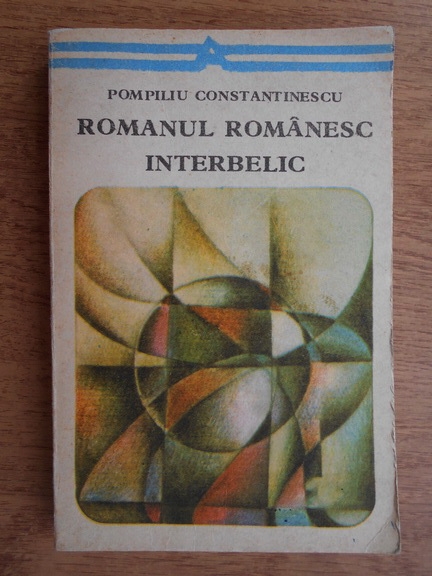 A
POMPILIU CONSTANTINESCU
ROMANUL ROMÂNESC
INTERBELIC